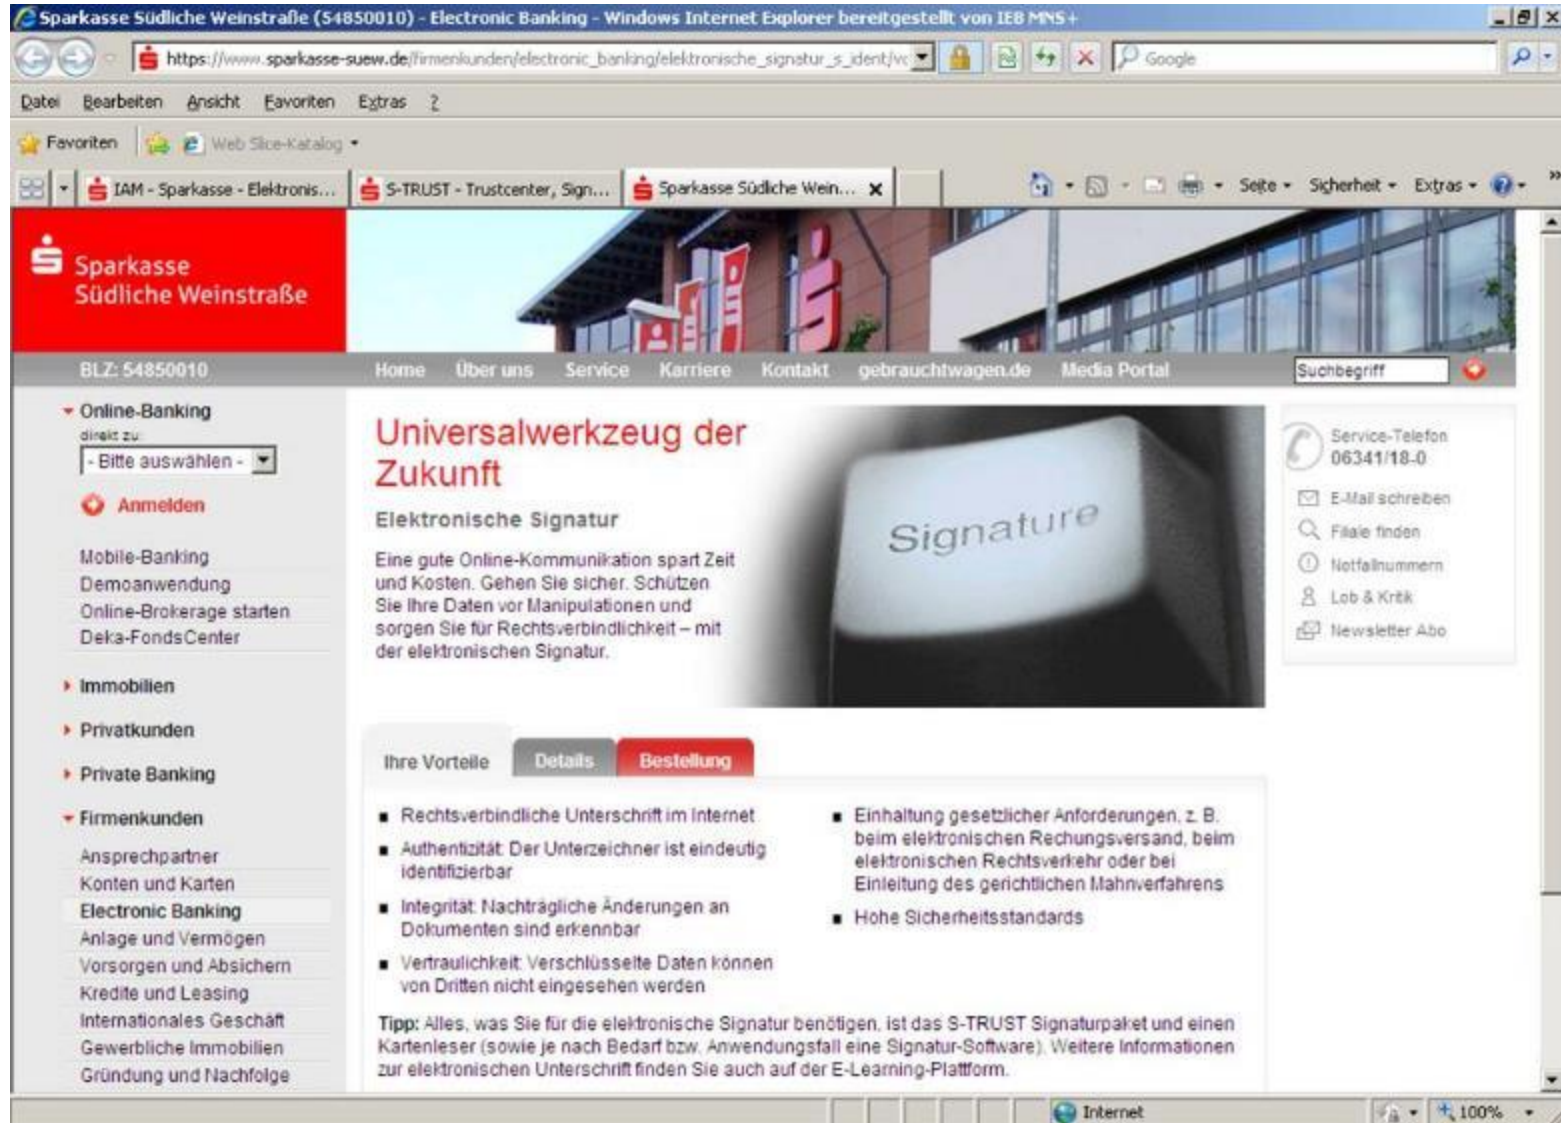 Sparkasse Südliche Weinstraße (54850010) - Electronic Banking - Windows Internet Explorer bereitgestellt von IE8 MNS+
https://www.sparkasse-suew.de/firmenkunden/electronic_banking/elektronische_signatur_s_ident/vc
Google
Datei Bearbeiten Ansicht Favoriten Extras ?
Favoriten Web Slice-Katalog
IAM - Sparkasse - Elektronis... S-TRUST - Trustcenter, Sign... Sparkasse Südliche Wein... Seite Sicherheit Extras
Sparkasse
Südliche Weinstraße
BLZ: 54850010
Home Über uns Service Karriere Kontakt gebrauchtwagen.de Media Portal
Suchbegriff
Online-Banking
direkt zu:
- Bitte auswählen -
Anmelden
Mobile-Banking
Demoanwendung
Online-Brokerage starten
Deka-FondsCenter
Immobilien
Privatkunden
Private Banking
Firmenkunden
Ansprechpartner
Konten und Karten
Electronic Banking
Anlage und Vermögen
Vorsorgen und Absichern
Kredite und Leasing
Internationales Geschäft
Gewerbliche Immobilien
Gründung und Nachfolge
Universalwerkzeug der
Zukunft
Elektronische Signatur
Eine gute Online-Kommunikation spart Zeit
und Kosten. Gehen Sie sicher. Schützen
Sie Ihre Daten vor Manipulationen und
sorgen Sie für Rechtsverbindlichkeit – mit
der elektronischen Signatur.
Signature
Service-Telefon
06341/18-0
E-Mail schreiben
Filiale finden
Notfallnummern
Lob & Kritik
Newsletter Abo
Ihre Vorteile Details Bestellung
Rechtsverbindliche Unterschrift im Internet
Authentizität: Der Unterzeichner ist eindeutig
identifizierbar
Integrität: Nachträgliche Änderungen an
Dokumenten sind erkennbar
Vertraulichkeit: Verschlüsselte Daten können
von Dritten nicht eingesehen werden
Einhaltung gesetzlicher Anforderungen, z. B.
beim elektronischen Rechungsversand, beim
elektronischen Rechtsverkehr oder bei
Einleitung des gerichtlichen Mahnverfahrens
Hohe Sicherheitsstandards
Tipp: Alles, was Sie für die elektronische Signatur benötigen, ist das S-TRUST Signaturpaket und einen
Kartenleser (sowie je nach Bedarf bzw. Anwendungsfall eine Signatur-Software). Weitere Informationen
zur elektronischen Unterschrift finden Sie auch auf der E-Learning-Plattform.
Internet
100%